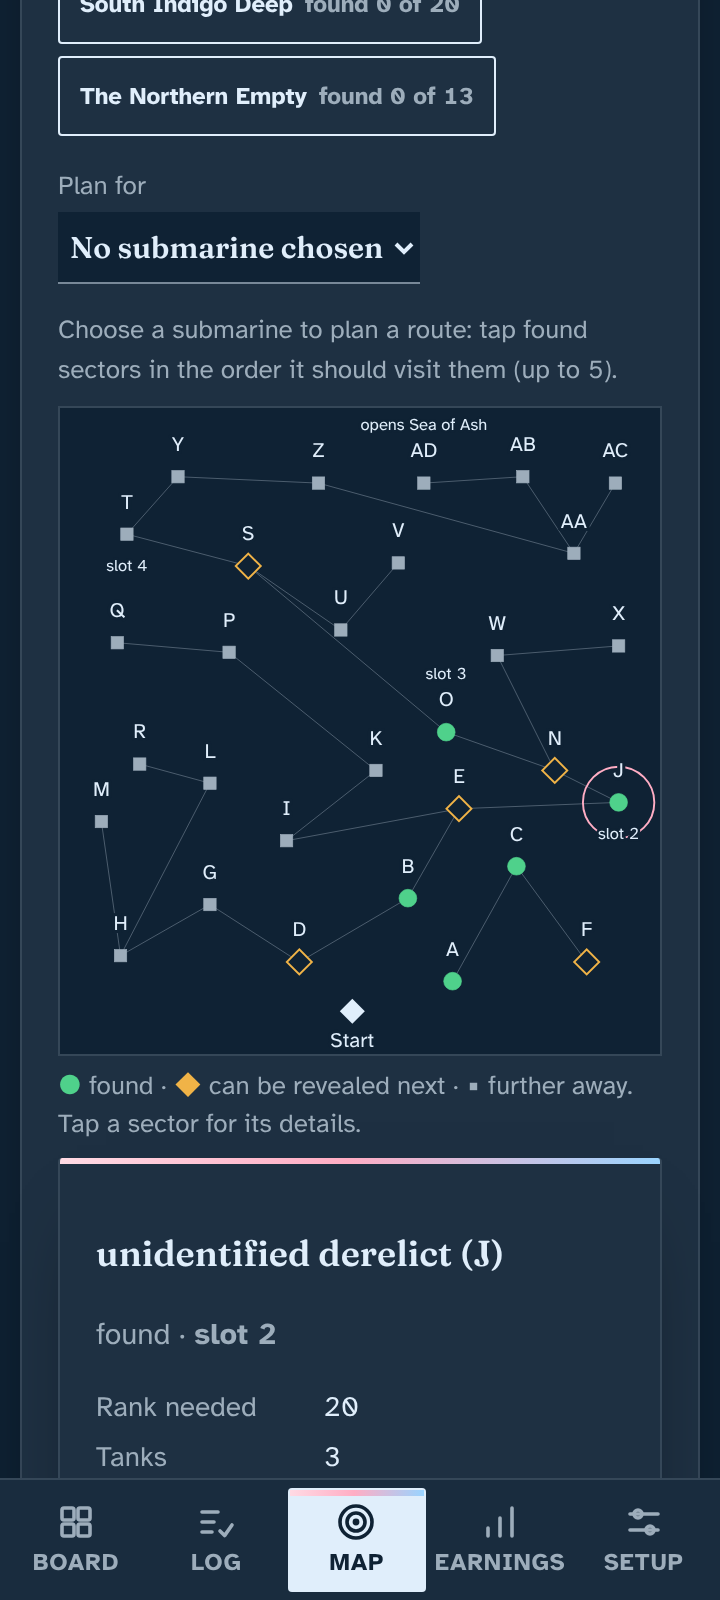 South Indigo Deep found 0 of 20
The Northern Empty found 0 of 13
Plan for
No submarine chosen
Choose a submarine to plan a route: tap found
sectors in the order it should visit them (up to 5).
opens Sea of Ash
Y
Z
AD
AB
AC
T
S
V
AA
slot 4
Q
P
U
W
X
slot 3
O
R
L
K
N
J
M
I
E
slot 2
C
G
B
H
D
A
F
Start
found · can be revealed next · further away.
Tap a sector for its details.
unidentified derelict (J)
found · slot 2
Rank needed 20
Tanks 3
BOARD
LOG
MAP
EARNINGS
SETUP